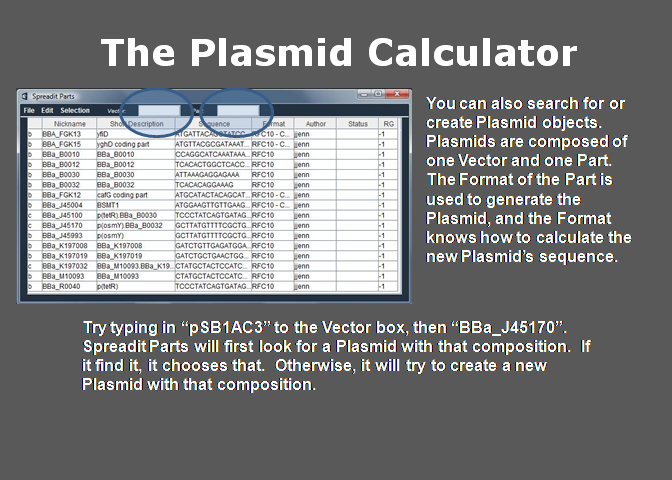 The Plasmid Calculator
Spreadit Parts
File Edit Selection Vector Part
Nickname Short Description Sequence Format Author Status RG
b BBA_FGK13 yfiD ATGATTACAGGTATCC... RFC10 - C... jjenn -1
b BBA_FGK15 yghD coding part ATGTTACGCGATAAAT... RFC10 - C... jjenn -1
b BBa_B0010 BBa_B0010 CCAGGCATCAAATAAA... RFC10 jjenn -1
b BBa_B0012 BBa_B0012 TCACACTGGCTCACC... RFC10 jjenn -1
b BBa_B0030 BBa_B0030 ATTAAAGAGGAGAAA RFC10 jjenn -1
b BBa_B0032 BBa_B0032 TCACACAGGAAAG RFC10 jjenn -1
b BBa_FGK12 cafG coding part ATGCATACTACAGCAT... RFC10 - C... jjenn -1
b BBa_J45004 BSMT1 ATGGAAGTTGTTGAAG... RFC10 - C... jjenn -1
c BBa_J45100 p(tetR).BBa_B0030 TCCCTATCAGTGATAG... RFC10 jjenn -1
c BBa_J45170 p(osmY).BBa_B0032 GCTTATGTTTTCGCTG... RFC10 jjenn -1
b BBa_J45993 p(osmY) GCTTATGTTTTCGCTG... RFC10 jjenn -1
b BBa_K197008 BBa_K197008 GATCTGTTGAGATGGA... RFC10 jjenn -1
b BBa_K197019 BBa_K197019 GATCTGCTGAACTGG... RFC10 jjenn -1
c BBa_K197032 BBa_M10093.BBa_K19... CTATGCTACTCCATC... RFC10 jjenn -1
b BBa_M10093 BBa_M10093 CTATGCTACTCCATC... RFC10 jjenn -1
b BBa_R0040 p(tetR) TCCCTATCAGTGATAG... RFC10 jjenn -1
You can also search for or
create Plasmid objects.
Plasmids are composed of
one Vector and one Part.
The Format of the Part is
used to generate the
Plasmid, and the Format
knows how to calculate the
new Plasmid's sequence.
Try typing in “pSB1AC3” to the Vector box, then “BBa_J45170”.
Spreadit Parts will first look for a Plasmid with that composition. If
it find it, it chooses that. Otherwise, it will try to create a new
Plasmid with that composition.